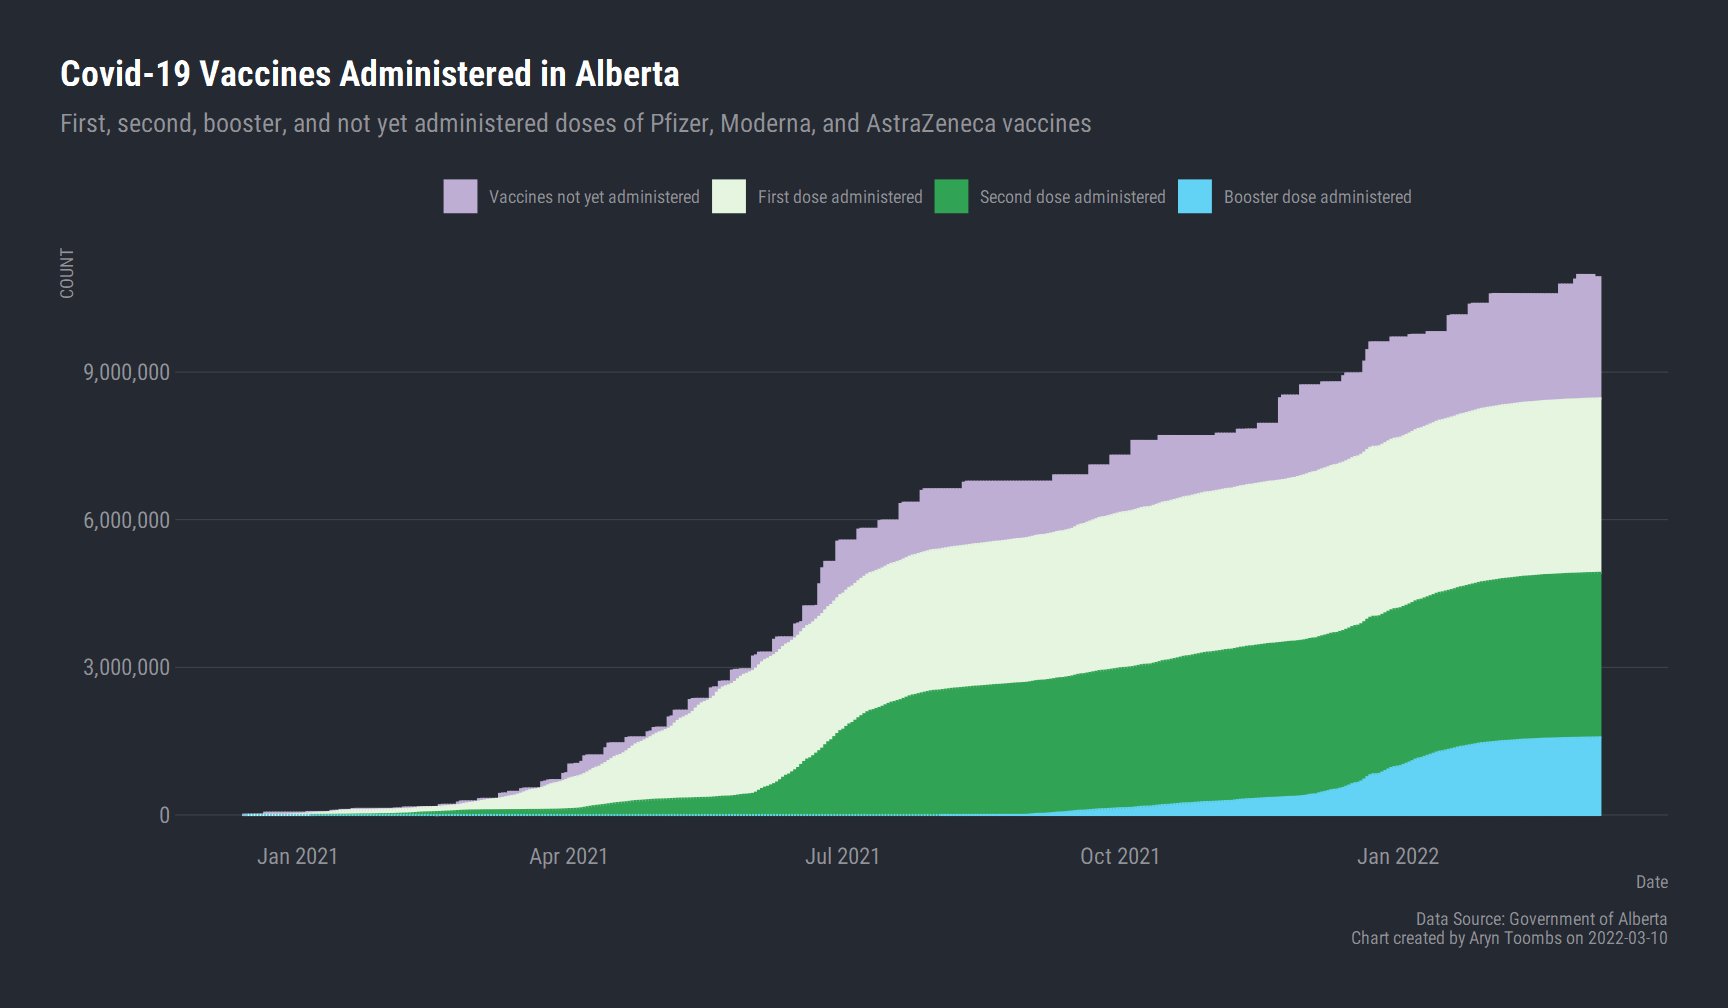 Covid-19 Vaccines Administered in Alberta
First, second, booster, and not yet administered doses of Pfizer, Moderna, and AstraZeneca vaccines
Vaccines not yet administered First dose administered Second dose administered Booster dose administered
COUNT
9,000,000
6,000,000
3,000,000
0
Jan 2021 Apr 2021 Jul 2021 Oct 2021 Jan 2022
Date
Data Source: Government of Alberta
Chart created by Aryn Toombs on 2022-03-10